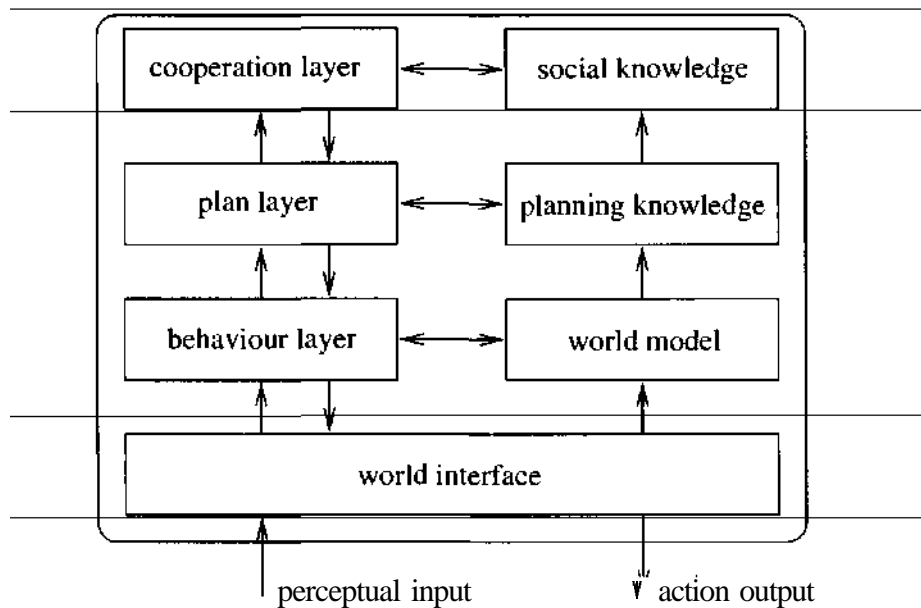 cooperation layer
social knowledge
plan layer
planning knowledge
behaviour layer
world model
world interface
perceptual input
action output